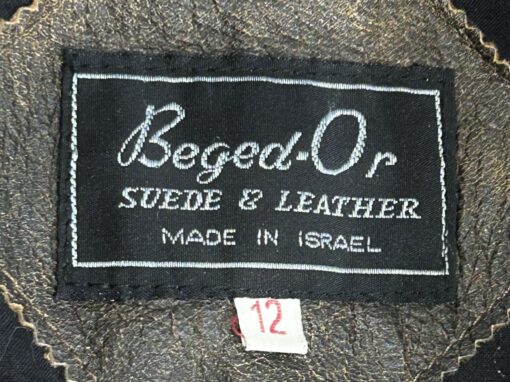 Beged-Or
SUEDE & LEATHER
MADE IN ISRAEL
12